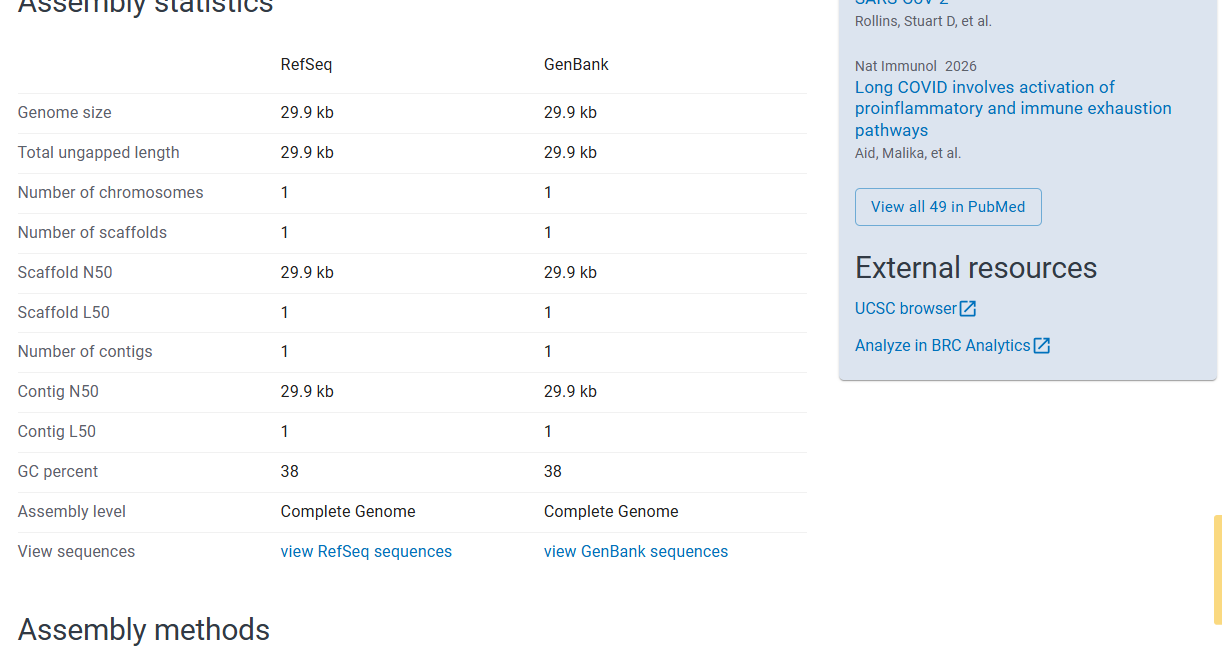 Assembly statistics
RefSeq GenBank
Genome size 29.9 kb 29.9 kb
Total ungapped length 29.9 kb 29.9 kb
Number of chromosomes 1 1
Number of scaffolds 1 1
Scaffold N50 29.9 kb 29.9 kb
Scaffold L50 1 1
Number of contigs 1 1
Contig N50 29.9 kb 29.9 kb
Contig L50 1 1
GC percent 38 38
Assembly level Complete Genome Complete Genome
View sequences view RefSeq sequences view GenBank sequences
Assembly methods
SARS-CoV-2
Rollins, Stuart D, et al.
Nat Immunol 2026
Long COVID involves activation of
proinflammatory and immune exhaustion
pathways
Aid, Malika, et al.
View all 49 in PubMed
External resources
UCSC browser
Analyze in BRC Analytics